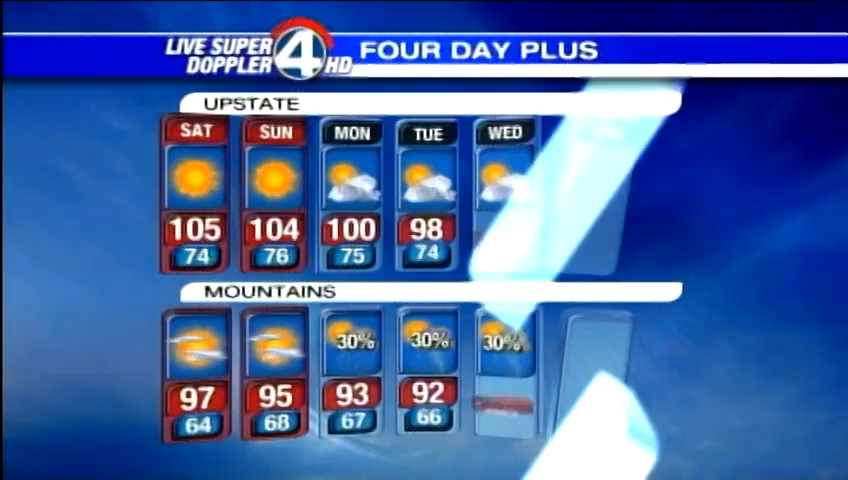 LIVE SUPER DOPPLER 4 HD FOUR DAY PLUS
UPSTATE
SAT SUN MON TUE WED
105 104 100 98
74 76 75 74
MOUNTAINS
30% 30% 30%
97 95 93 92
64 68 67 66